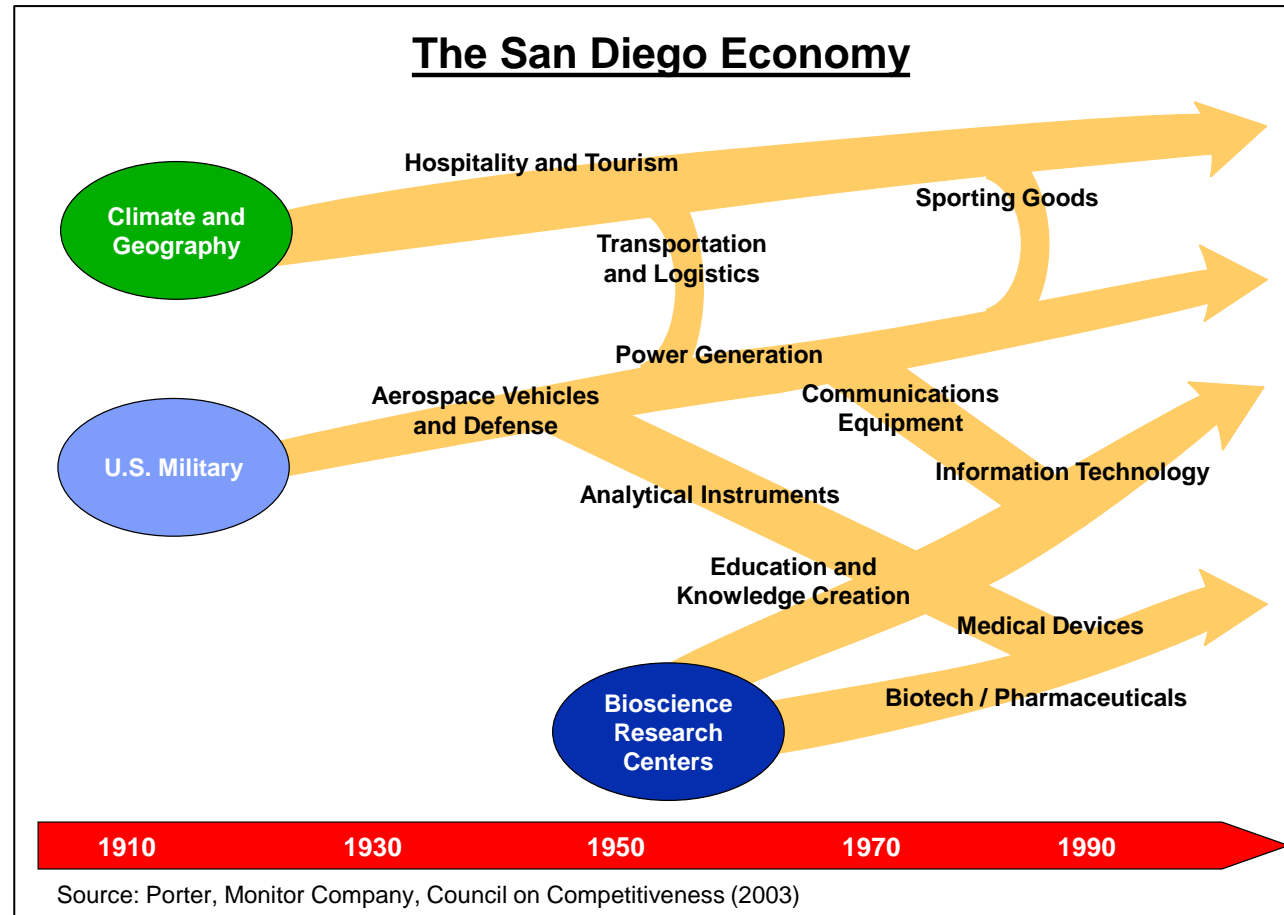 The San Diego Economy
Hospitality and Tourism
Sporting Goods
Climate and
Geography
Transportation
and Logistics
Power Generation
Aerospace Vehicles
and Defense
Communications
Equipment
U.S. Military
Information Technology
Analytical Instruments
Education and
Knowledge Creation
Medical Devices
Biotech / Pharmaceuticals
Bioscience
Research
Centers
1910 1930 1950 1970 1990
Source: Porter, Monitor Company, Council on Competitiveness (2003)